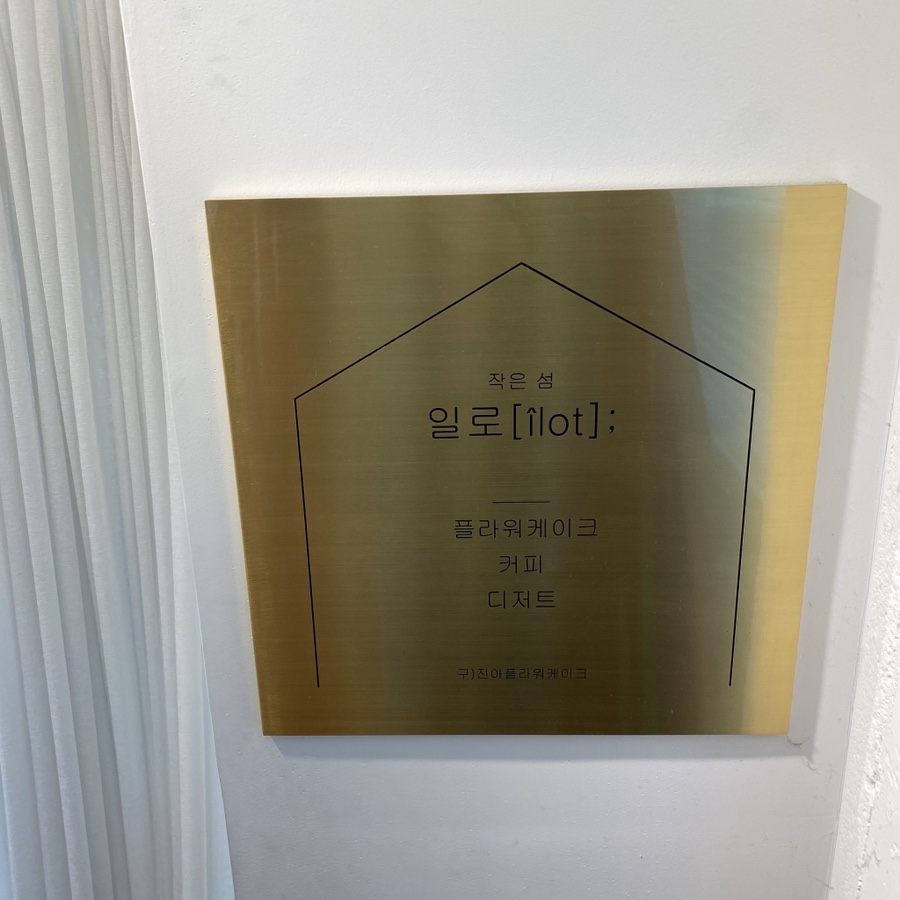 작은 섬
일로[îlot];
플라워케이크
커피
디저트
구)진아플라워케이크